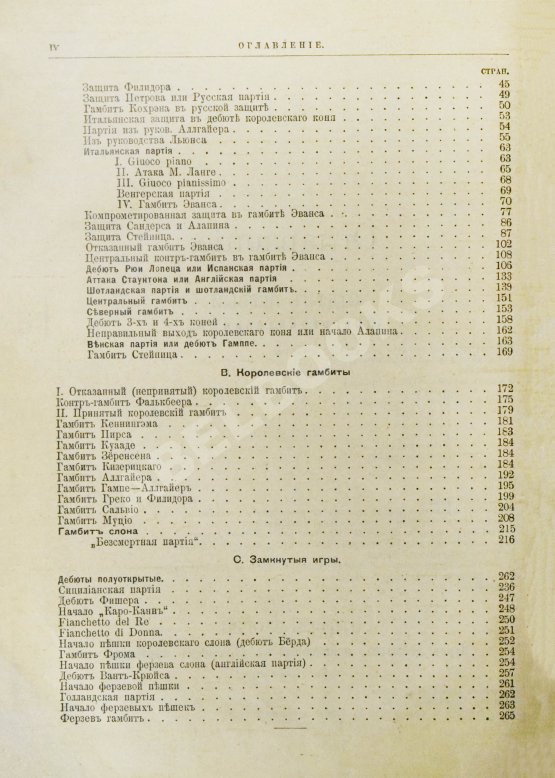 IV ОГЛАВЛЕНІЕ.
СТРАН.
Защита Филидора 45
Защита Петрова или Русская партія 49
Гамбитъ Кохрэна въ русской защитѣ 50
Итальянская защита въ дебютѣ королевскаго коня 53
Партія изъ руков. Аллгайера 54
Изъ руководства Льюиса 55
Итальянская партія 63
I. Giuoco piano 63
II. Атака М. Ланге 65
III. Giuoco pianissimo 68
Венгерская партія 69
IV. Гамбитъ Эванса 70
Компрометированная защита въ гамбитѣ Эванса 77
Защита Сандерса и Алапина 86
Защита Стейница 87
Отказанный гамбитъ Эванса 102
Центральный контръ-гамбитъ въ гамбитѣ Эванса 108
Дебютъ Рюи Лопеца или Испанская партія 106
Аттака Стаунтона или Англійская партія 133
Шотландская партія и шотландскій гамбитъ 139
Центральный гамбитъ 151
Сѣверный гамбитъ 153
Дебютъ 3-хъ и 4-хъ коней 158
Неправильный выходъ королевскаго коня или начало Алапина 162
Вѣнская партія или дебютъ Гамппе 163
Гамбитъ Стейница 169
B. Королевскіе гамбиты
I. Отказанный (непринятый) королевскій гамбитъ 172
Контръ-гамбитъ Фалькбеера 175
II. Принятый королевскій гамбитъ 179
Гамбитъ Кеннингэма 181
Гамбитъ Пирса 183
Гамбитъ Кузаде 184
Гамбитъ Зёренсена 184
Гамбитъ Кизерицкаго 184
Гамбитъ Аллгайера 192
Гамбитъ Гампе—Аллгайеръ 195
Гамбитъ Греко и Филидора 199
Гамбитъ Сальвіо 204
Гамбитъ Муціо 208
Гамбитъ слона 215
„Безсмертная партія“ 216
C. Замкнутыя игры.
Дебюты полуоткрытые 262
Сициліанская партія 236
Дебютъ Фишера 247
Начало „Каро-Каннъ“ 248
Fianchetto del Re 250
Fianchetto di Donna 251
Начало пѣшки королевскаго слона (дебютъ Бёрда) 252
Гамбитъ Фрома 254
Начало пѣшки ферзева слона (англійская партія) 254
Дебютъ Вантъ-Крюйса 257
Начало ферзевой пѣшки 261
Голландская партія 262
Начало ферзевыхъ пѣшекъ 263
Ферзевъ гамбитъ 265